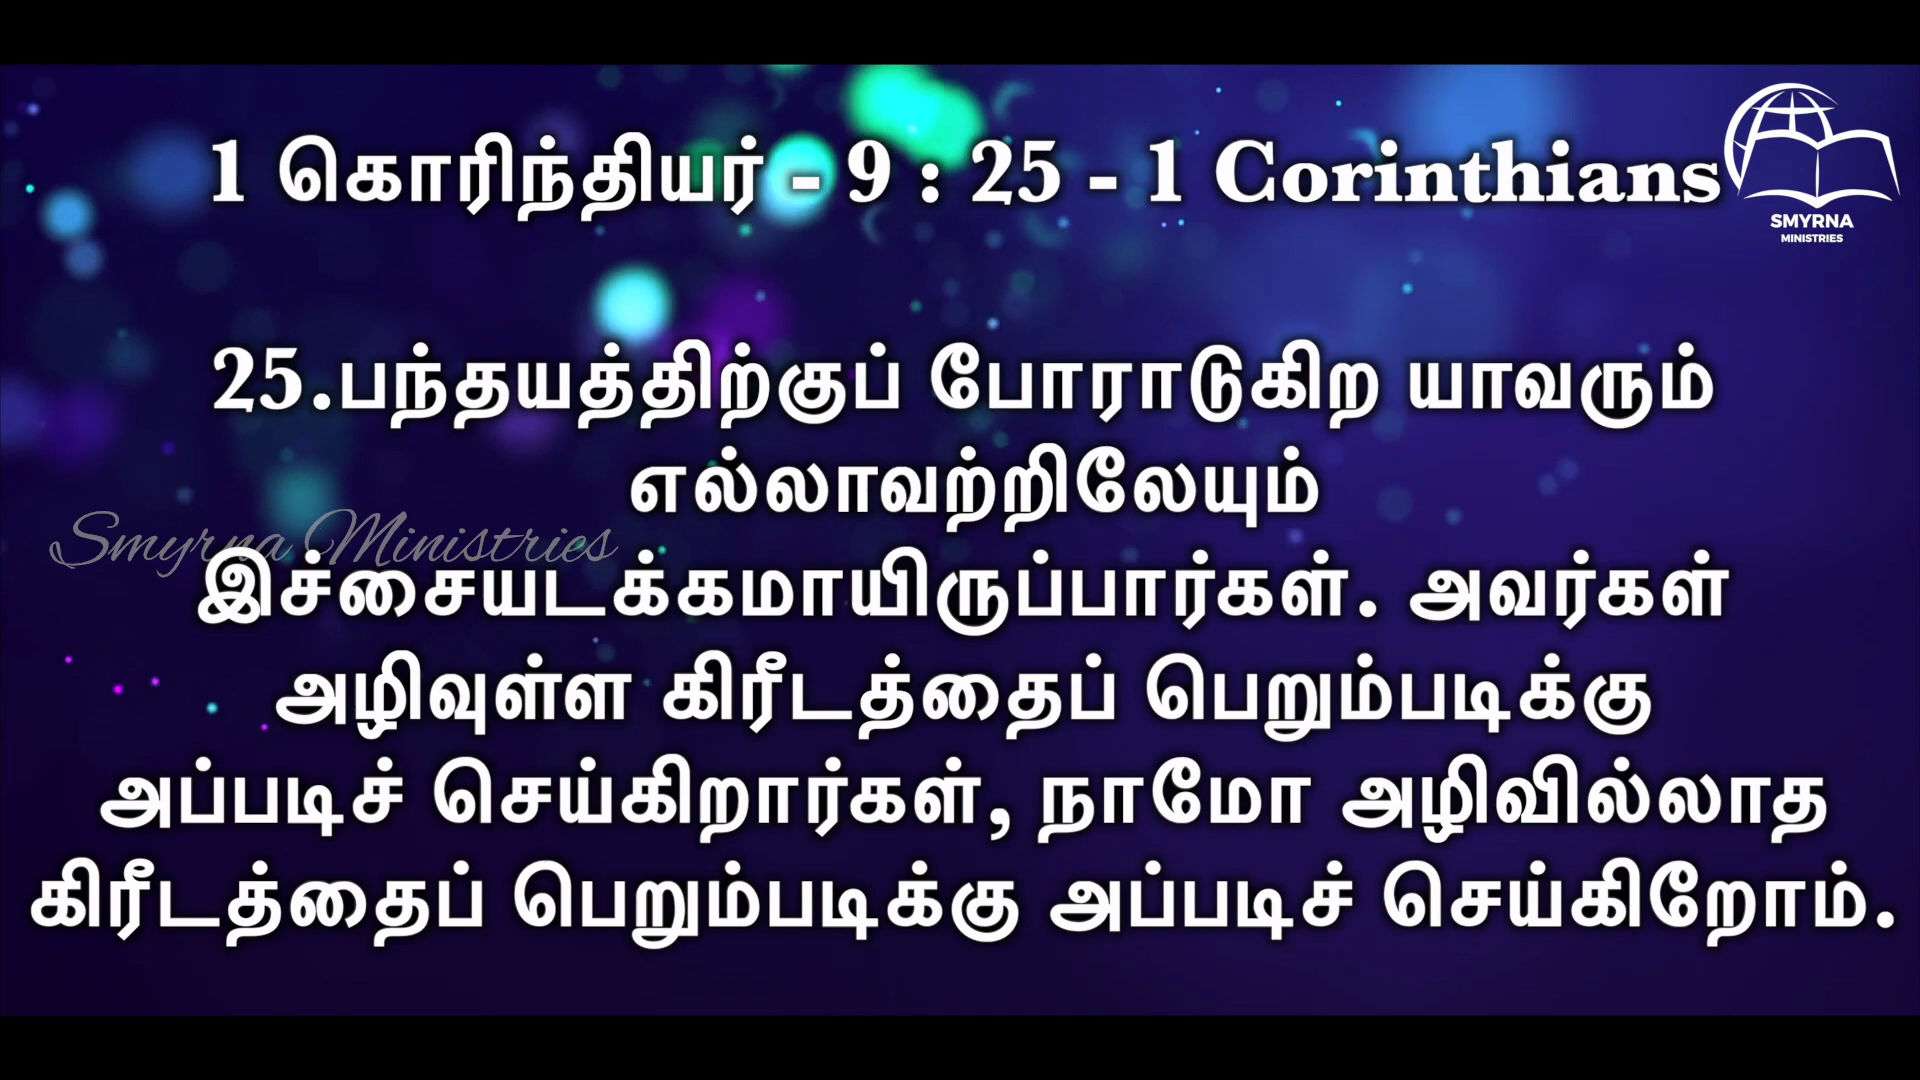 1 கொரிந்தியர் - 9 : 25 - 1 Corinthians
SMYRNA
MINISTRIES
25.பந்தயத்திற்குப் போராடுகிற யாவரும்
எல்லாவற்றிலேயும்
Smyrna Ministries
இச்சையடக்கமாயிருப்பார்கள். அவர்கள்
அழிவுள்ள கிரீடத்தைப் பெறும்படிக்கு
அப்படிச் செய்கிறார்கள், நாமோ அழிவில்லாத
கிரீடத்தைப் பெறும்படிக்கு அப்படிச் செய்கிறோம்.